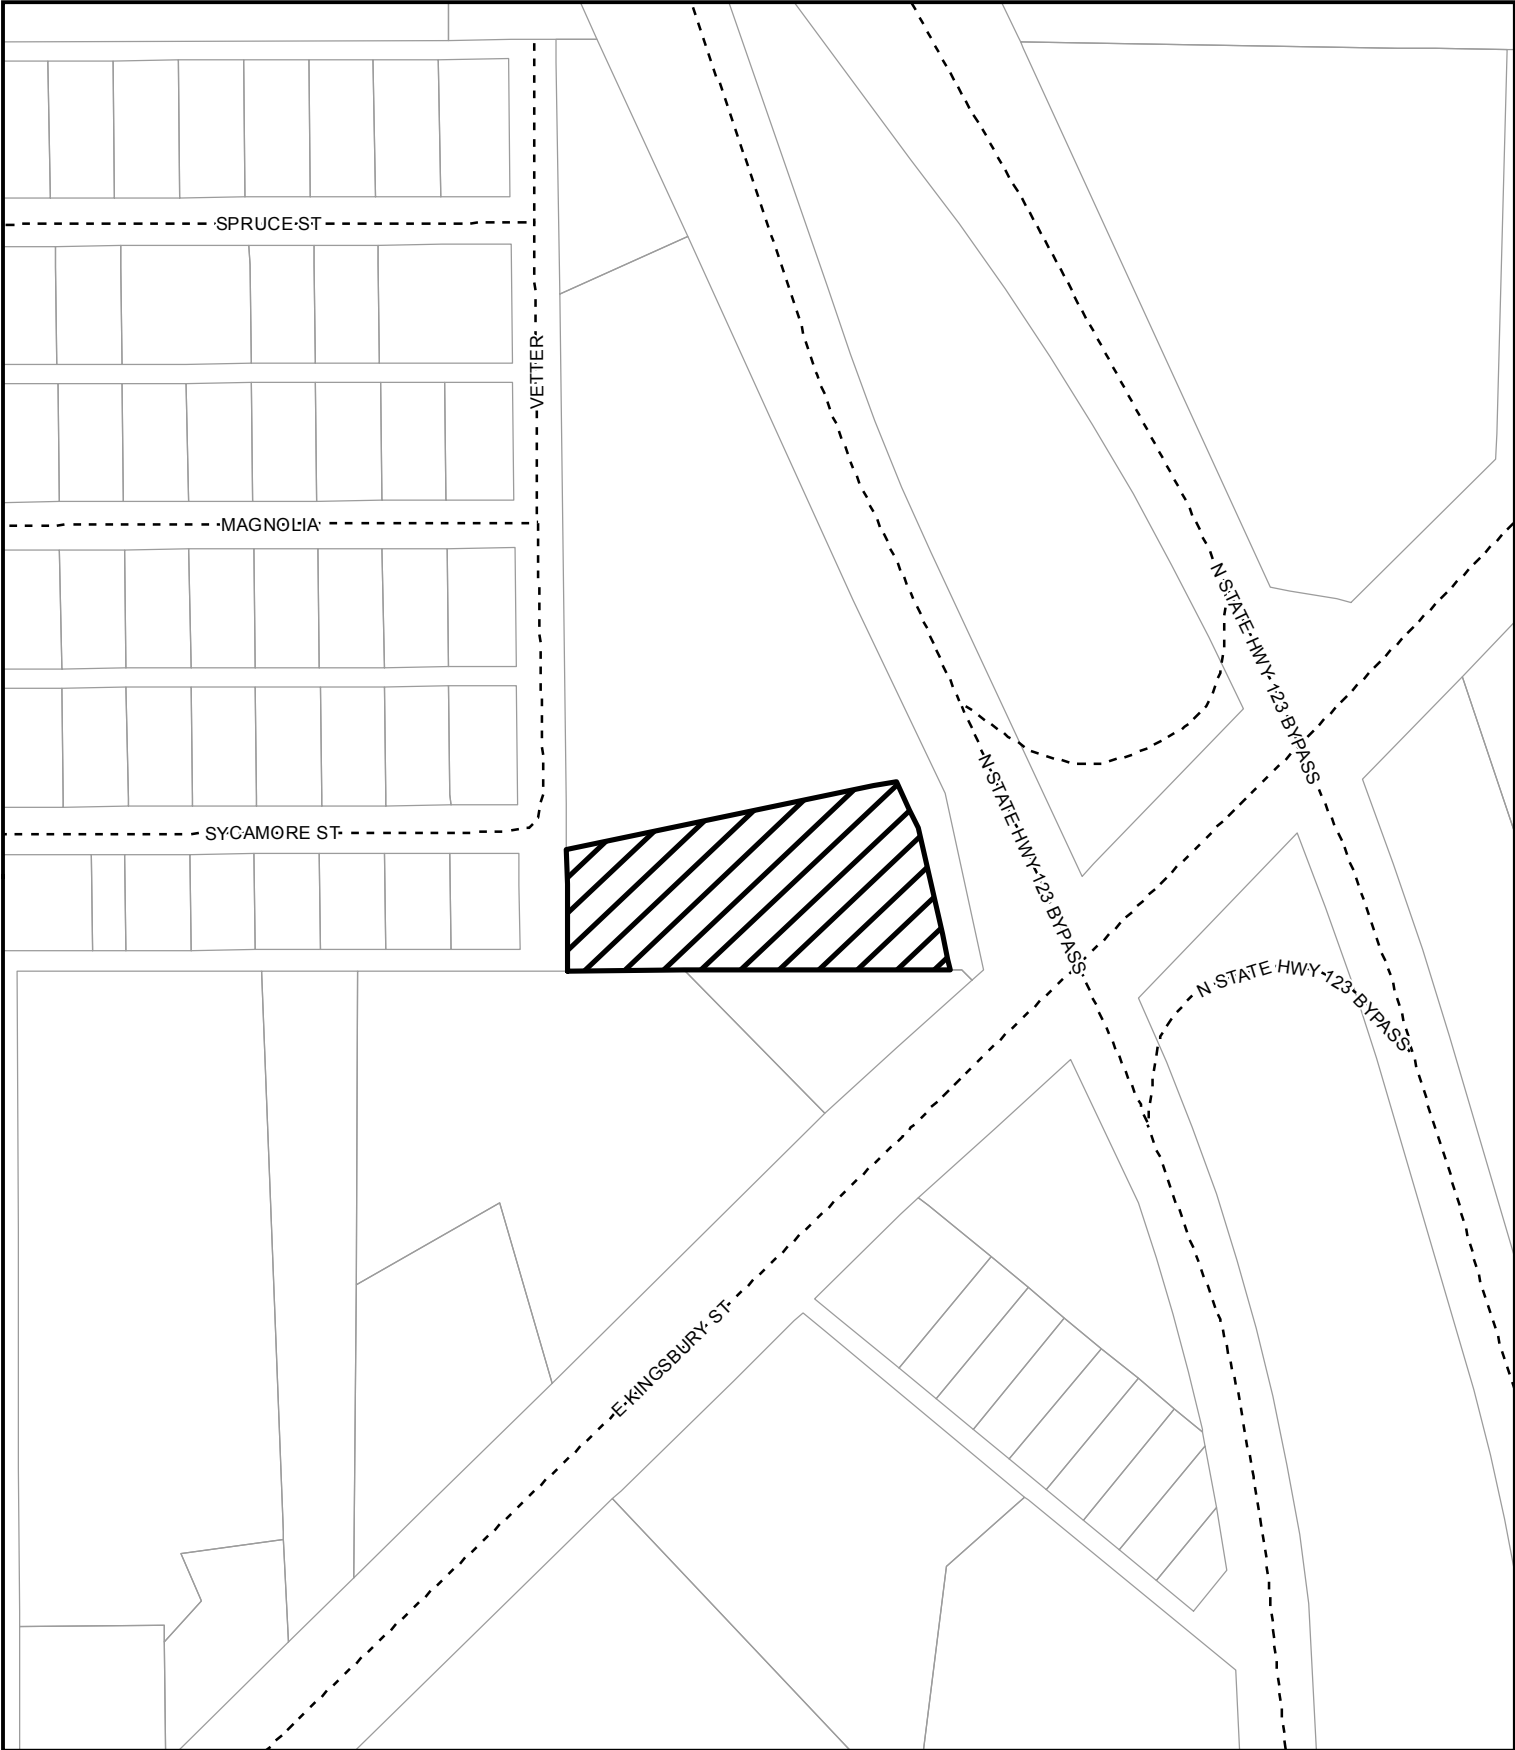 SPRUCE ST
VETTER
MAGNOLIA
N STATE HWY 123 BYPASS
N STATE HWY 123 BYPASS
SYCAMORE ST
N STATE HWY 123 BYPASS
E KINGSBURY ST